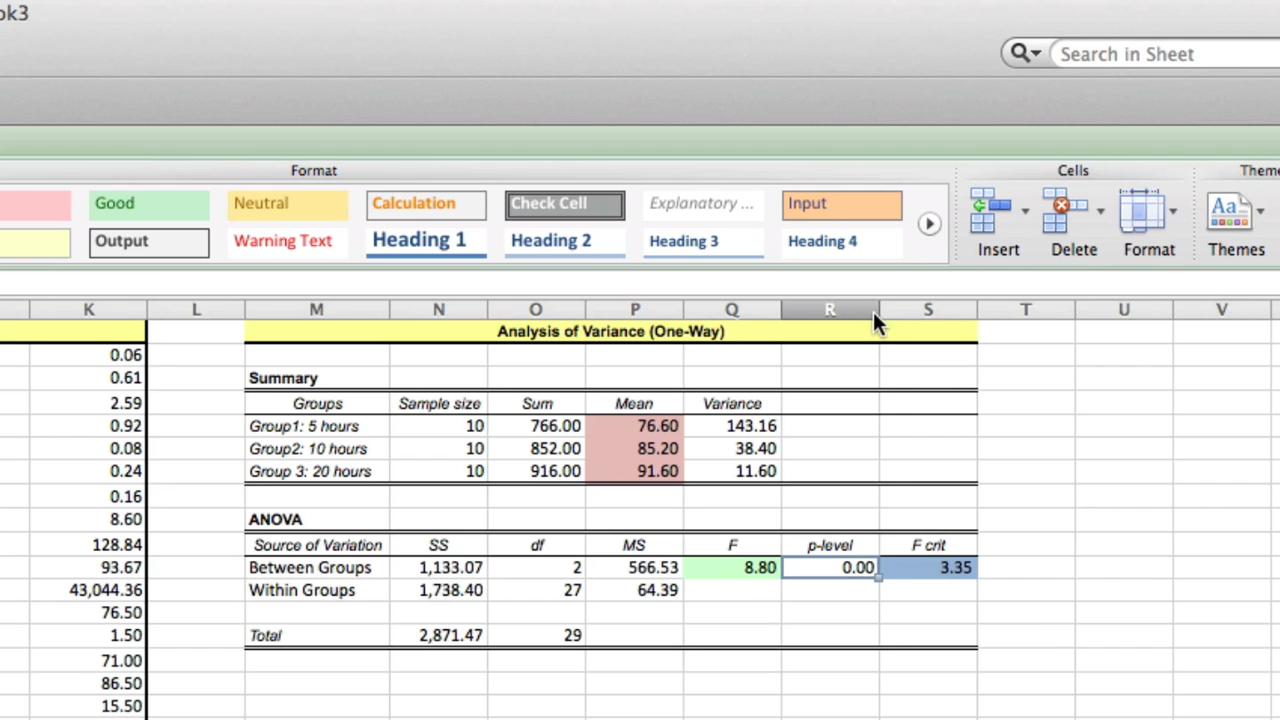 ok3
Search in Sheet
Format Cells Theme
Good Neutral Calculation Check Cell Explanatory ... Input
Output Warning Text Heading 1 Heading 2 Heading 3 Heading 4
Insert Delete Format Aa Themes
K L M N O P Q R S T U V
Analysis of Variance (One-Way)
0.06
0.61 Summary
2.59 Groups Sample size Sum Mean Variance
0.92 Group1: 5 hours 10 766.00 76.60 143.16
0.08 Group2: 10 hours 10 852.00 85.20 38.40
0.24 Group 3: 20 hours 10 916.00 91.60 11.60
0.16
8.60 ANOVA
128.84 Source of Variation SS df MS F p-level F crit
93.67 Between Groups 1,133.07 2 566.53 8.80 0.00 3.35
43,044.36 Within Groups 1,738.40 27 64.39
76.50
1.50 Total 2,871.47 29
71.00
86.50
15.50